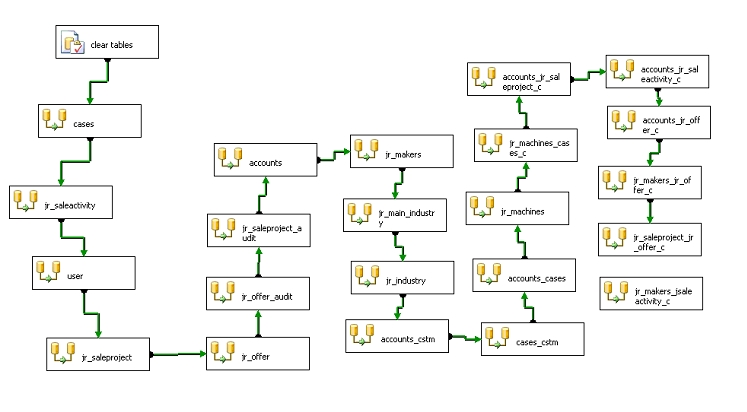 clear tables
cases
jr_saleactivity
user
jr_saleproject
jr_offer
jr_offer_audit
jr_saleproject_a
udit
accounts
jr_makers
jr_main_industr
y
jr_industry
accounts_cstm
cases_cstm
accounts_cases
jr_machines
jr_machines_cas
es_c
accounts_jr_sal
eproject_c
accounts_jr_sal
eactivity_c
accounts_jr_off
er_c
jr_makers_jr_of
fer_c
jr_saleproject_jr
_offer_c
jr_makers_jsale
activity_c